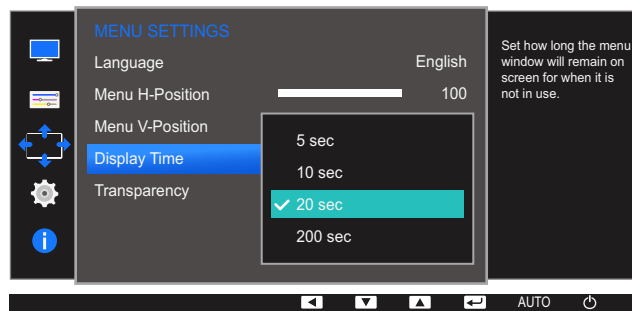 MENU SETTINGS
Language English
Menu H-Position 100
Menu V-Position
Display Time
Transparency
5 sec
10 sec
20 sec
200 sec
Set how long the menu
window will remain on
screen for when it is
not in use.
AUTO